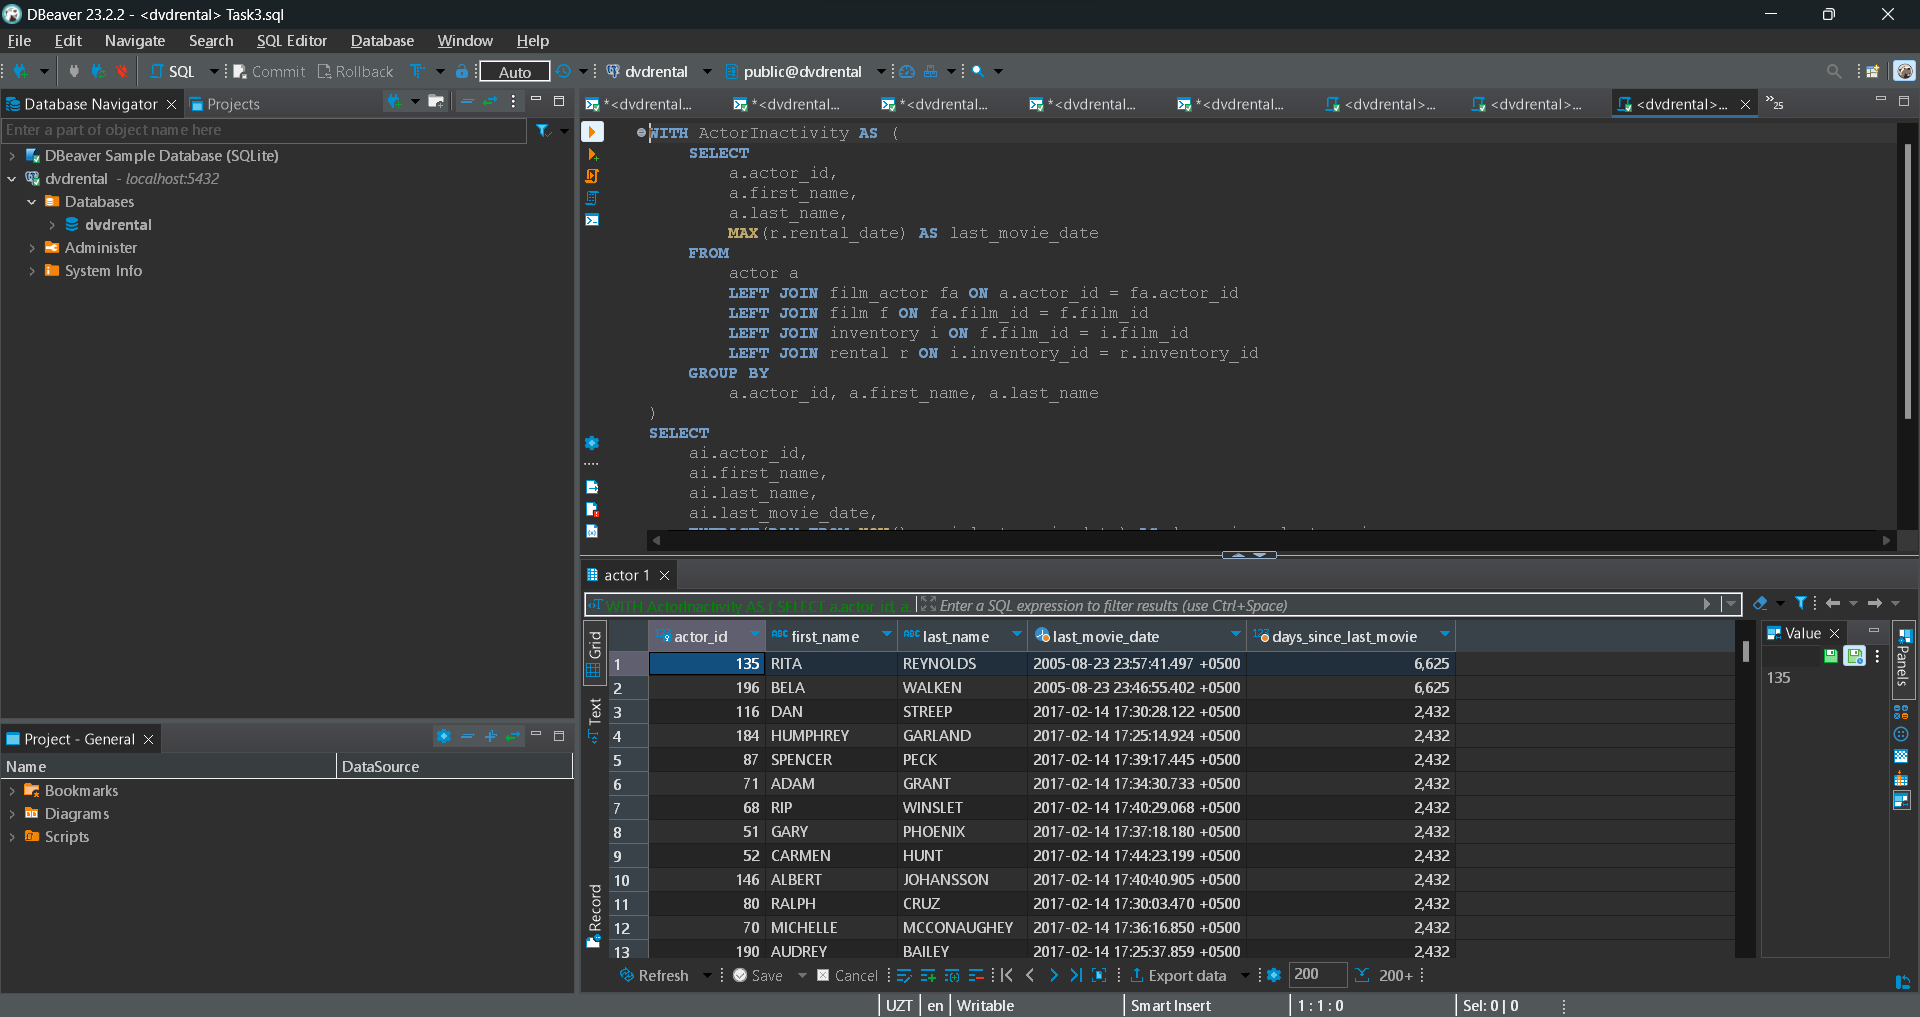 DBeaver 23.2.2 - <dvdrental> Task3.sql
File Edit Navigate Search SQL Editor Database Window Help
SQL Commit Rollback Auto dvdrental public@dvdrental
Database Navigator Projects
Enter a part of object name here
DBeaver Sample Database (SQLite)
dvdrental - localhost:5432
Databases
dvdrental
Administer
System Info
Project - General
Name DataSource
Bookmarks
Diagrams
Scripts
*<dvdrental... *<dvdrental... *<dvdrental... *<dvdrental... *<dvdrental... <dvdrental>... <dvdrental>... <dvdrental>... »25
WITH ActorInactivity AS (
SELECT
a.actor_id,
a.first_name,
a.last_name,
MAX(r.rental_date) AS last_movie_date
FROM
actor a
LEFT JOIN film_actor fa ON a.actor_id = fa.actor_id
LEFT JOIN film f ON fa.film_id = f.film_id
LEFT JOIN inventory i ON f.film_id = i.film_id
LEFT JOIN rental r ON i.inventory_id = r.inventory_id
GROUP BY
a.actor_id, a.first_name, a.last_name
)
SELECT
ai.actor_id,
ai.first_name,
ai.last_name,
ai.last_movie_date,
actor 1
WITH ActorInactivity AS ( SELECT a.actor_id, a. Enter a SQL expression to filter results (use Ctrl+Space)
Grid
Text
Record
actor_id first_name last_name last_movie_date days_since_last_movie
1 135 RITA REYNOLDS 2005-08-23 23:57:41.497 +0500 6,625
2 196 BELA WALKEN 2005-08-23 23:46:55.402 +0500 6,625
3 116 DAN STREEP 2017-02-14 17:30:28.122 +0500 2,432
4 184 HUMPHREY GARLAND 2017-02-14 17:25:14.924 +0500 2,432
5 87 SPENCER PECK 2017-02-14 17:39:17.445 +0500 2,432
6 71 ADAM GRANT 2017-02-14 17:34:30.733 +0500 2,432
7 68 RIP WINSLET 2017-02-14 17:40:29.068 +0500 2,432
8 51 GARY PHOENIX 2017-02-14 17:37:18.180 +0500 2,432
9 52 CARMEN HUNT 2017-02-14 17:44:23.199 +0500 2,432
10 146 ALBERT JOHANSSON 2017-02-14 17:40:40.905 +0500 2,432
11 80 RALPH CRUZ 2017-02-14 17:30:03.470 +0500 2,432
12 70 MICHELLE MCCONAUGHEY 2017-02-14 17:36:16.850 +0500 2,432
13 190 AUDREY BAILEY 2017-02-14 17:25:37.859 +0500 2,432
Value
135
Panels
Refresh Save Cancel Export data 200 200+
UZT en Writable Smart Insert 1 : 1 : 0 Sel: 0 | 0